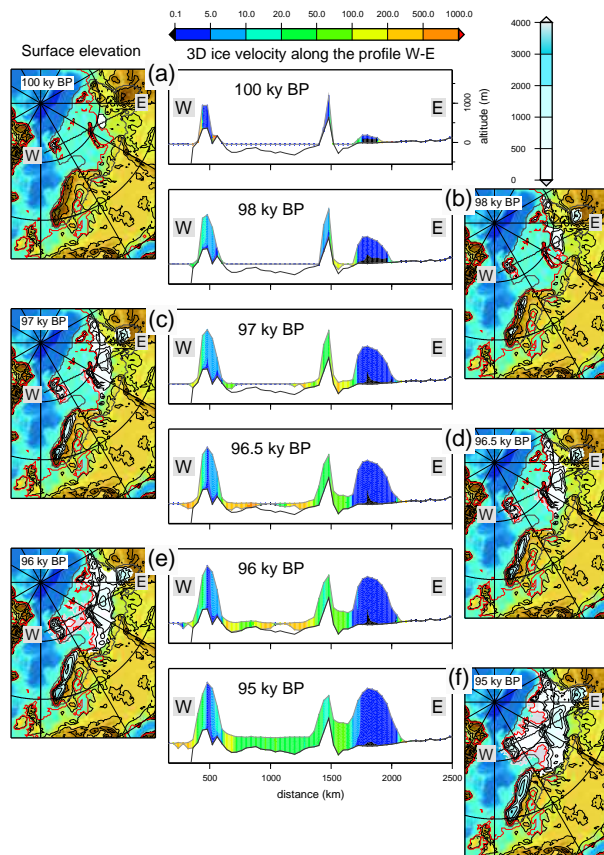 0.1 5.0 10.0 20.0 50.0 100.0 200.0 500.0 1000.0
3D ice velocity along the profile W-E
Surface elevation
4000
3000
2000
1000
500
0
altitude (m)
1000
0
(a)
100 ky BP
W
E
100 ky BP
W
E
(b)
98 ky BP
W
E
98 ky BP
W
E
(c)
97 ky BP
W
E
97 ky BP
W
E
(d)
96.5 ky BP
W
E
96.5 ky BP
(e)
96 ky BP
W
E
96 ky BP
W
E
(f)
95 ky BP
W
E
95 ky BP
W
E
500 1000 1500 2000 2500
distance (km)